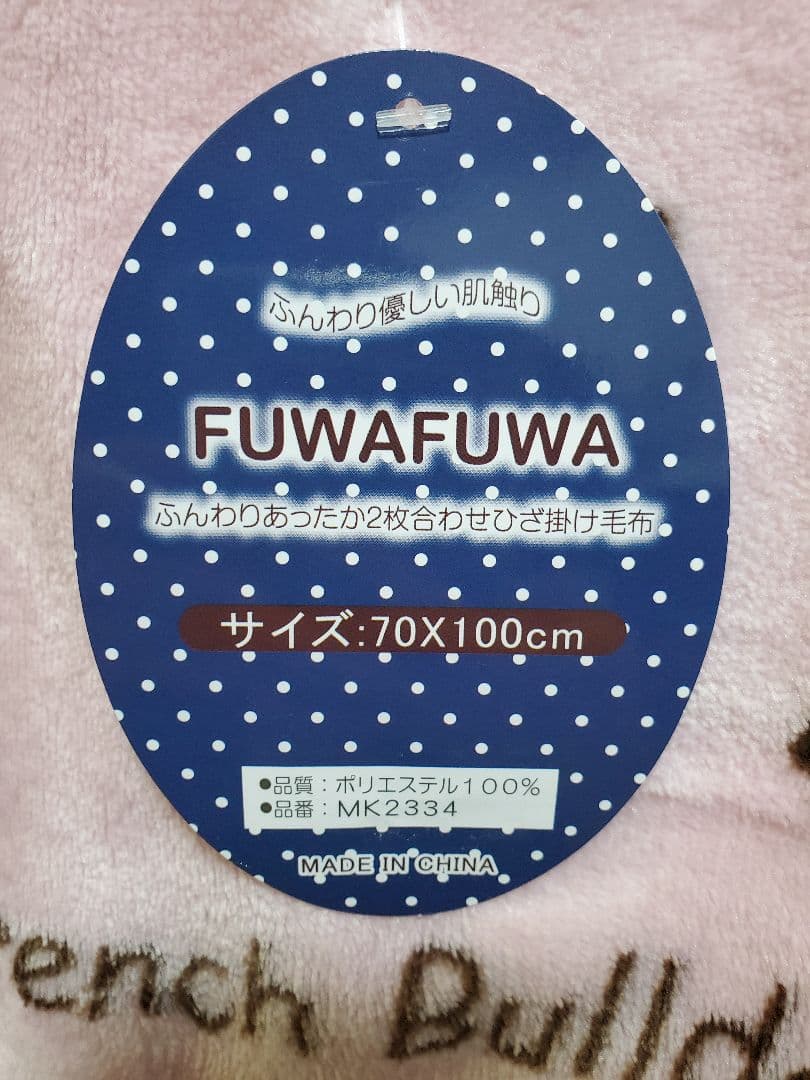 ふんわり優しい肌触り
FUWAFUWA
ふんわりあったか2枚合わせひざ掛け毛布
サイズ:70X100cm
●品質：ポリエステル100%
●品番：MK2334
MADE IN CHINA
ench Bulld